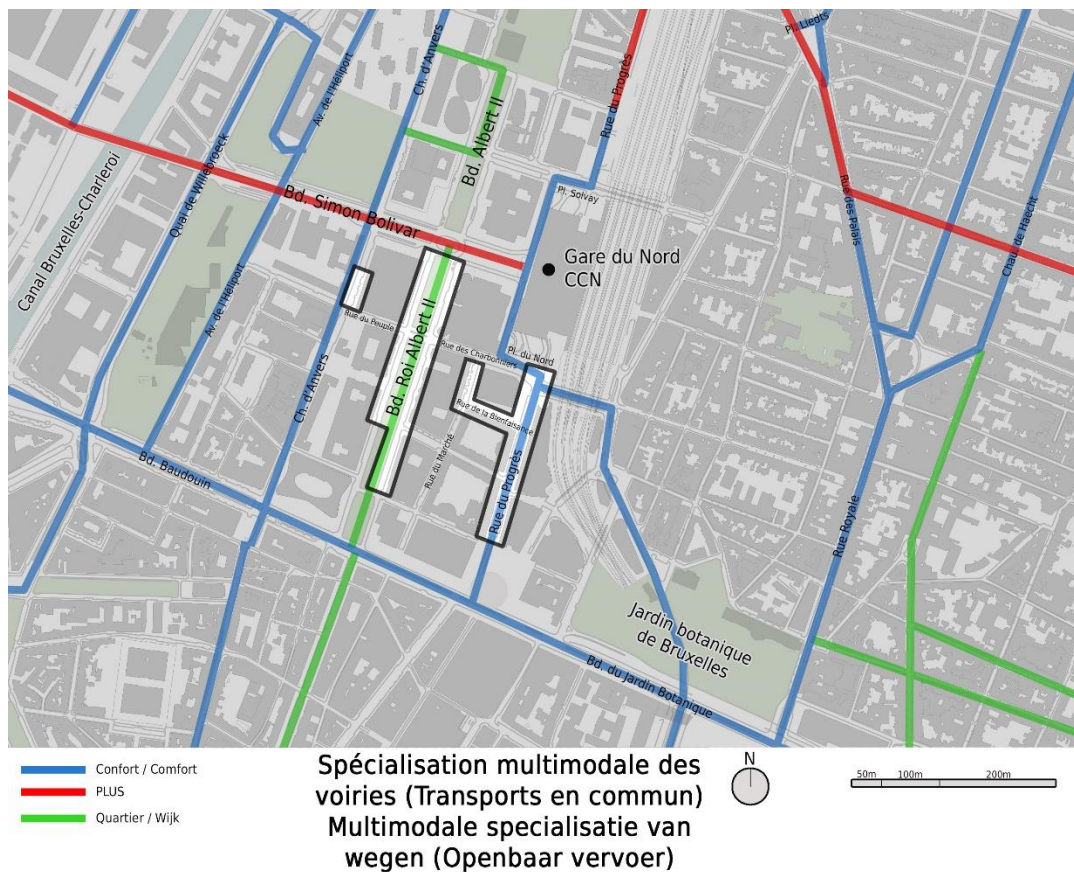 Pl. Liedts
Ch. d'Anvers
Av. de l'Héliport
Rue du Progrès
Bd. Albert II
Quai de Willebroeck
Canal Bruxelles-Charleroi
Pl. Solvay
Rue des Palais
Chau de Haecht
Bd. Simon Bolivar
Gare du Nord
CCN
Av. de l'Héliport
Rue du Peuple
Bd. Roi Albert II
Rue des Charbonniers
Pl. du Nord
Ch. d'Anvers
Rue de la Bienfaisance
Rue du Marché
Bd. Baudouin
Rue du Progrès
Rue Royale
Jardin botanique
de Bruxelles
Bd. du Jardin Botanique
Confort / Comfort
PLUS
Quartier / Wijk
Spécialisation multimodale des
voiries (Transports en commun)
Multimodale specialisatie van
wegen (Openbaar vervoer)
N
50m 100m 200m